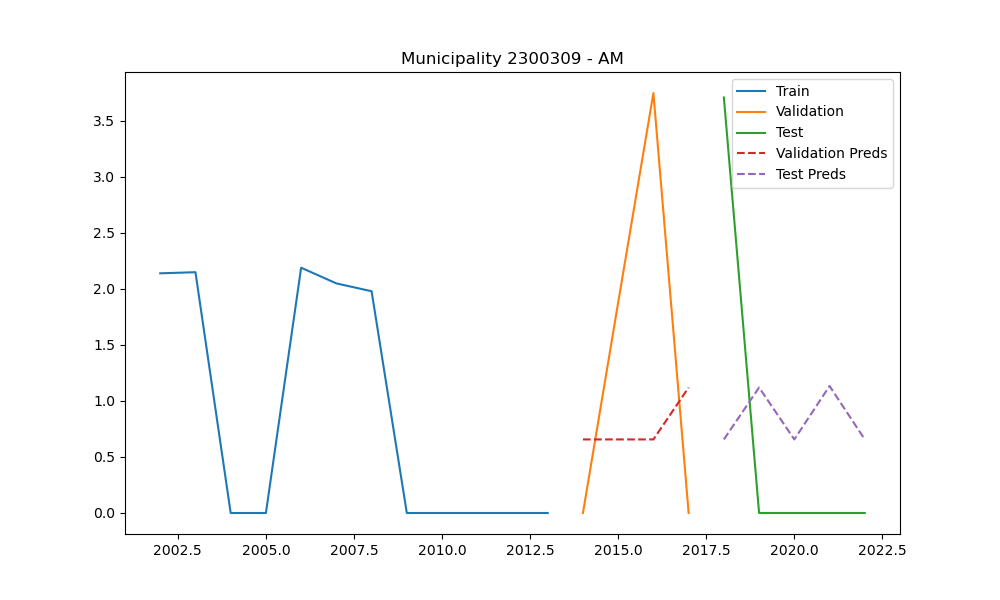 Municipality 2300309 - AM
Train
Validation
Test
Validation Preds
Test Preds
3.5
3.0
2.5
2.0
1.5
1.0
0.5
0.0
2002.5 2005.0 2007.5 2010.0 2012.5 2015.0 2017.5 2020.0 2022.5